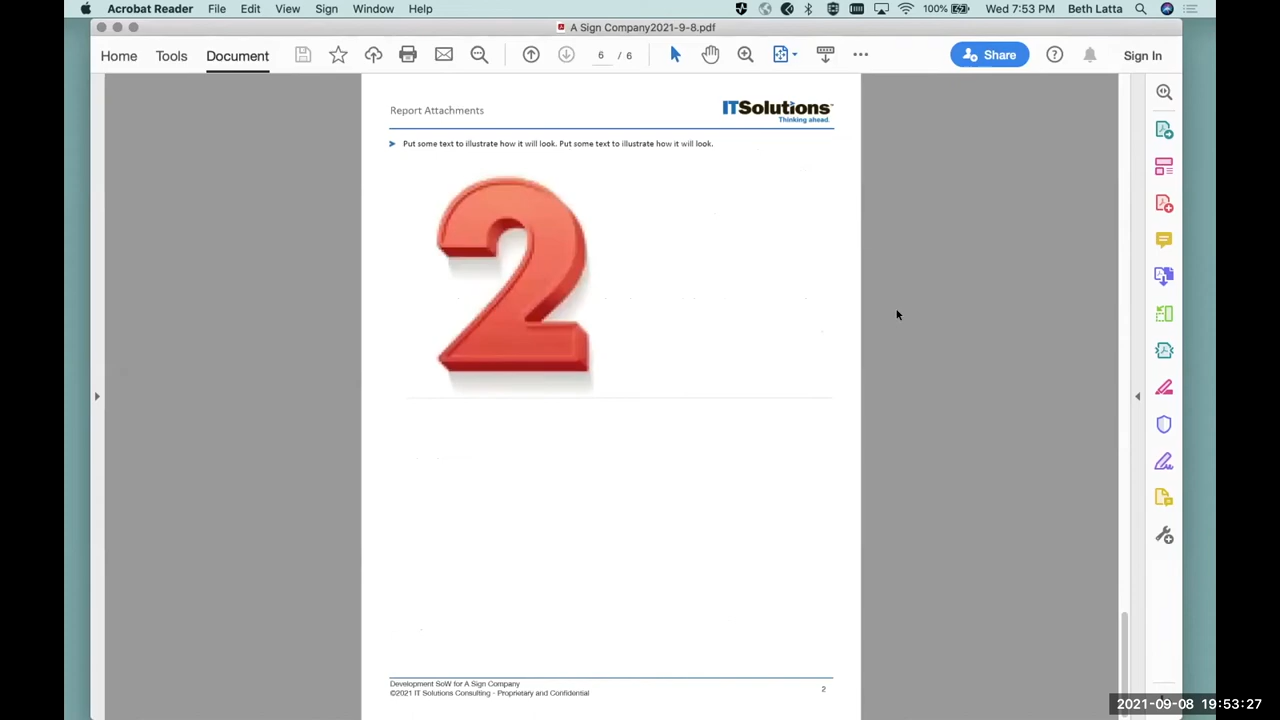 Acrobat Reader File Edit View Sign Window Help 100% Wed 7:53 PM Beth Latta
A Sign Company2021-9-8.pdf
Home Tools Document 6 / 6 Share Sign In
Report Attachments
ITSolutions™
Thinking ahead.
Put some text to illustrate how it will look. Put some text to illustrate how it will look.
2
Development SoW for A Sign Company
©2021 IT Solutions Consulting - Proprietary and Confidential
2
2021-09-08 19:53:27